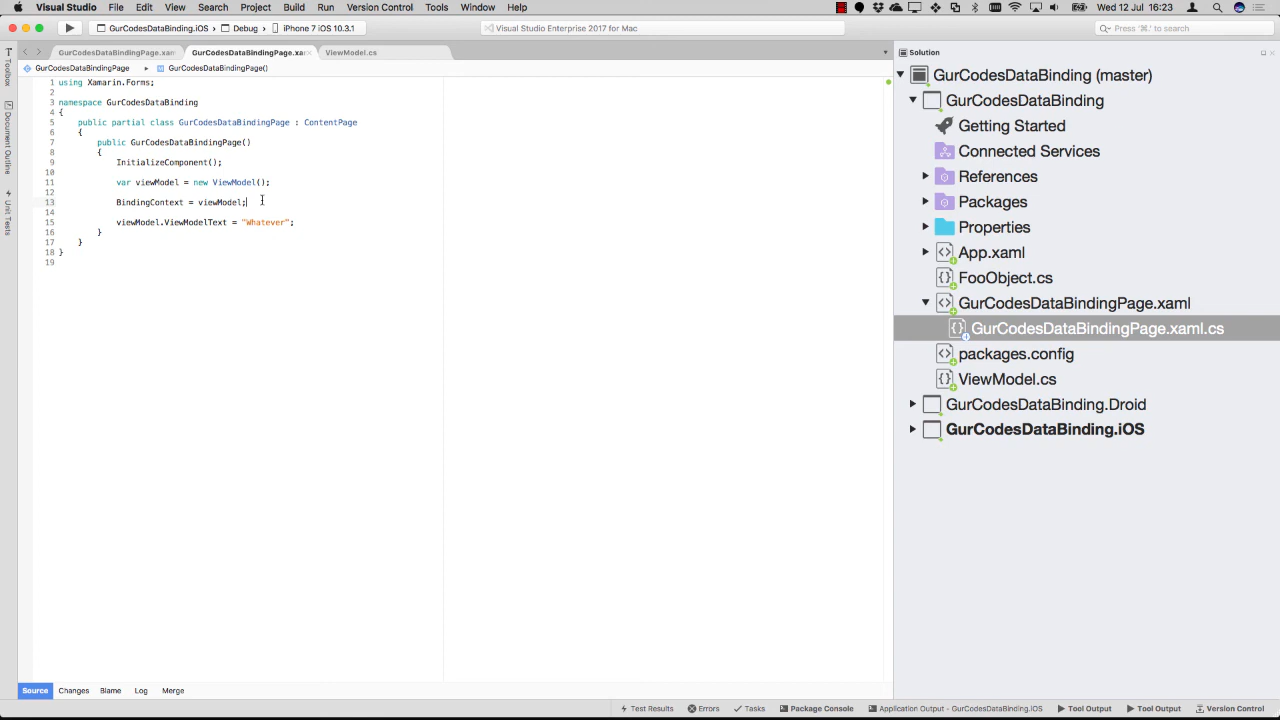 Visual Studio File Edit View Search Project Build Run Version Control Tools Window Help Wed 12 Jul 16:23
GurCodesDataBinding.iOS › Debug › iPhone 7 iOS 10.3.1
Visual Studio Enterprise 2017 for Mac
Press '⌘.' to search
GurCodesDataBindingPage.xam GurCodesDataBindingPage.xam ViewModel.cs
Solution
GurCodesDataBindingPage GurCodesDataBindingPage()
Toolbox
Document Outline
Unit Tests
1 using Xamarin.Forms;
2
3 namespace GurCodesDataBinding
4 {
5 public partial class GurCodesDataBindingPage : ContentPage
6 {
7 public GurCodesDataBindingPage()
8 {
9 InitializeComponent();
10
11 var viewModel = new ViewModel();
12
13 BindingContext = viewModel;
14
15 viewModel.ViewModelText = "Whatever";
16 }
17 }
18 }
19
GurCodesDataBinding (master)
GurCodesDataBinding
Getting Started
Connected Services
References
Packages
Properties
App.xaml
FooObject.cs
GurCodesDataBindingPage.xaml
GurCodesDataBindingPage.xaml.cs
packages.config
ViewModel.cs
GurCodesDataBinding.Droid
GurCodesDataBinding.iOS
Source Changes Blame Log Merge
Test Results Errors Tasks Package Console Application Output - GurCodesDataBinding.iOS Tool Output Tool Output Version Control